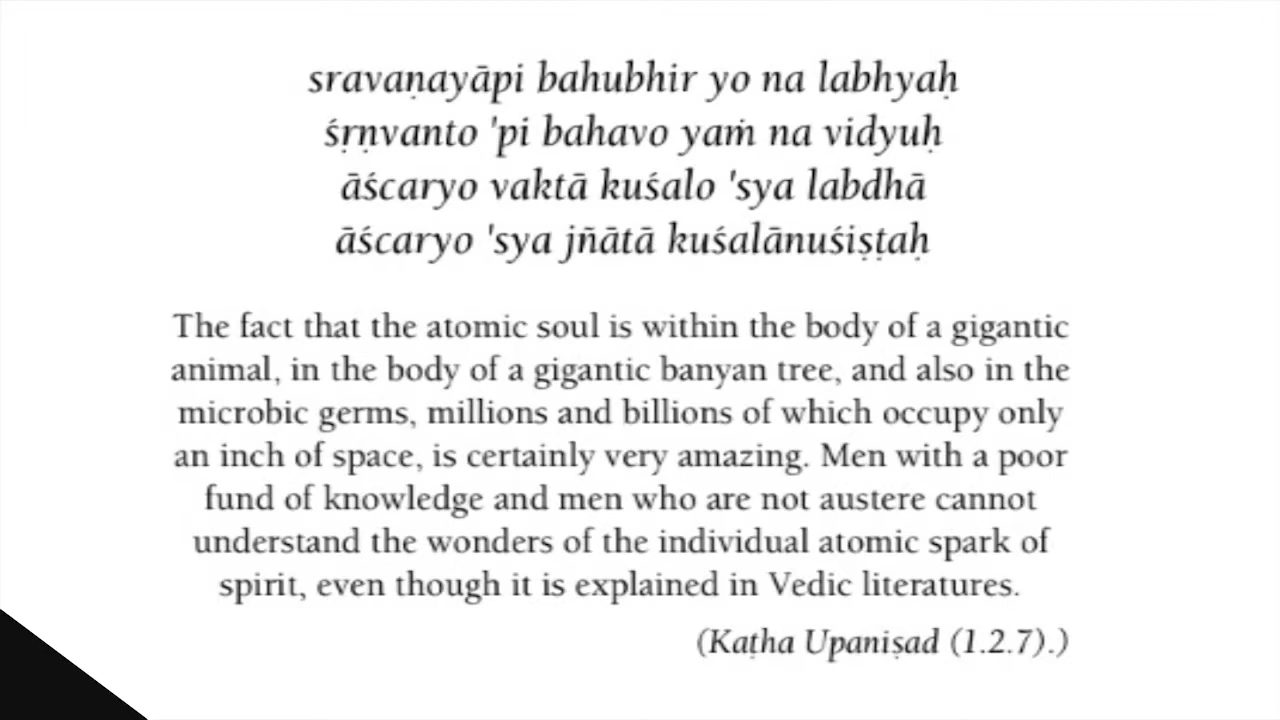 sravaṇayāpi bahubhir yo na labhyaḥ
śṛṇvanto 'pi bahavo yaṁ na vidyuḥ
āścaryo vaktā kuśalo 'sya labdhā
āścaryo 'sya jñātā kuśalānuśiṣṭaḥ
The fact that the atomic soul is within the body of a gigantic
animal, in the body of a gigantic banyan tree, and also in the
microbic germs, millions and billions of which occupy only
an inch of space, is certainly very amazing. Men with a poor
fund of knowledge and men who are not austere cannot
understand the wonders of the individual atomic spark of
spirit, even though it is explained in Vedic literatures.
(Kaṭha Upaniṣad (1.2.7).)